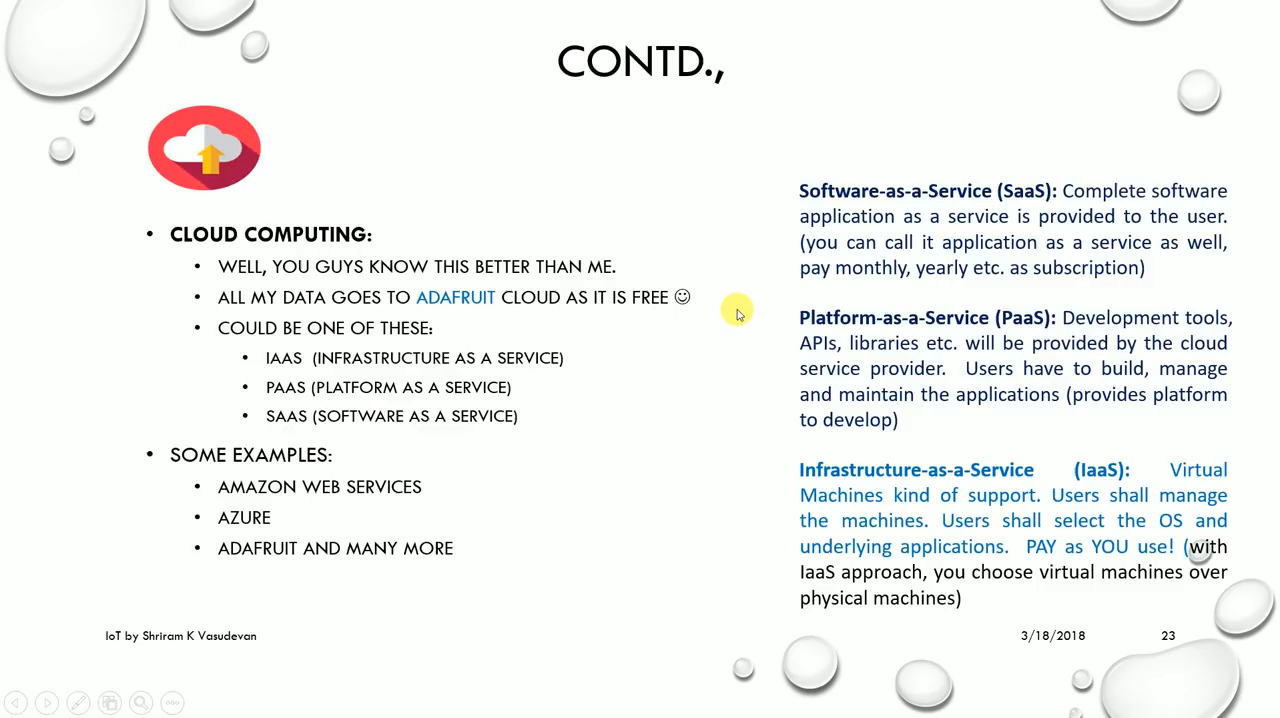 CONTD.,
• CLOUD COMPUTING:
• WELL, YOU GUYS KNOW THIS BETTER THAN ME.
• ALL MY DATA GOES TO ADAFRUIT CLOUD AS IT IS FREE ☺
• COULD BE ONE OF THESE:
• IAAS (INFRASTRUCTURE AS A SERVICE)
• PAAS (PLATFORM AS A SERVICE)
• SAAS (SOFTWARE AS A SERVICE)
• SOME EXAMPLES:
• AMAZON WEB SERVICES
• AZURE
• ADAFRUIT AND MANY MORE
Software-as-a-Service (SaaS): Complete software
application as a service is provided to the user.
(you can call it application as a service as well,
pay monthly, yearly etc. as subscription)
Platform-as-a-Service (PaaS): Development tools,
APIs, libraries etc. will be provided by the cloud
service provider. Users have to build, manage
and maintain the applications (provides platform
to develop)
Infrastructure-as-a-Service (IaaS): Virtual
Machines kind of support. Users shall manage
the machines. Users shall select the OS and
underlying applications. PAY as YOU use! (with
IaaS approach, you choose virtual machines over
physical machines)
IoT by Shriram K Vasudevan
3/18/2018
23